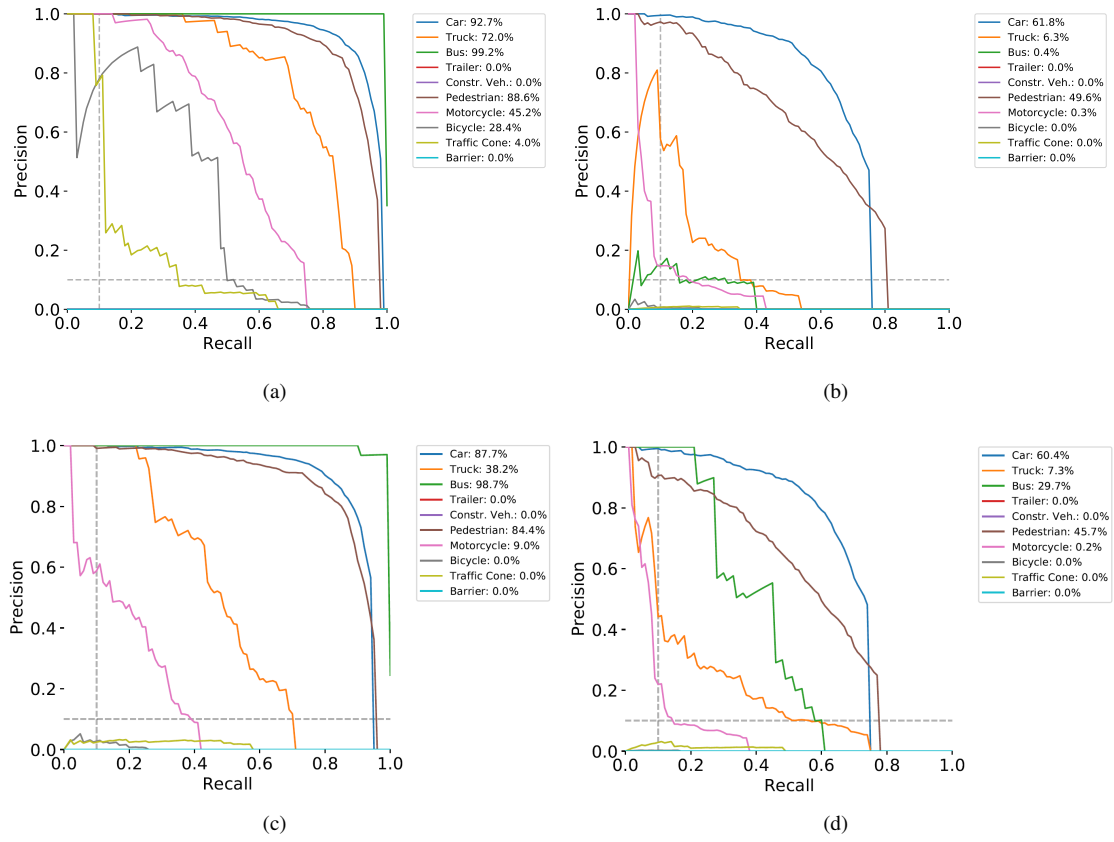 1.0
0.8
0.6
0.4
0.2
0.0
Precision
0.0 0.2 0.4 0.6 0.8 1.0
Recall
Car: 92.7%
Truck: 72.0%
Bus: 99.2%
Trailer: 0.0%
Constr. Veh.: 0.0%
Pedestrian: 88.6%
Motorcycle: 45.2%
Bicycle: 28.4%
Traffic Cone: 4.0%
Barrier: 0.0%
(a)
1.0
0.8
0.6
0.4
0.2
0.0
Precision
0.0 0.2 0.4 0.6 0.8 1.0
Recall
Car: 61.8%
Truck: 6.3%
Bus: 0.4%
Trailer: 0.0%
Constr. Veh.: 0.0%
Pedestrian: 49.6%
Motorcycle: 0.3%
Bicycle: 0.0%
Traffic Cone: 0.0%
Barrier: 0.0%
(b)
1.0
0.8
0.6
0.4
0.2
0.0
Precision
0.0 0.2 0.4 0.6 0.8 1.0
Recall
Car: 87.7%
Truck: 38.2%
Bus: 98.7%
Trailer: 0.0%
Constr. Veh.: 0.0%
Pedestrian: 84.4%
Motorcycle: 9.0%
Bicycle: 0.0%
Traffic Cone: 0.0%
Barrier: 0.0%
(c)
1.0
0.8
0.6
0.4
0.2
0.0
Precision
0.0 0.2 0.4 0.6 0.8 1.0
Recall
Car: 60.4%
Truck: 7.3%
Bus: 29.7%
Trailer: 0.0%
Constr. Veh.: 0.0%
Pedestrian: 45.7%
Motorcycle: 0.2%
Bicycle: 0.0%
Traffic Cone: 0.0%
Barrier: 0.0%
(d)